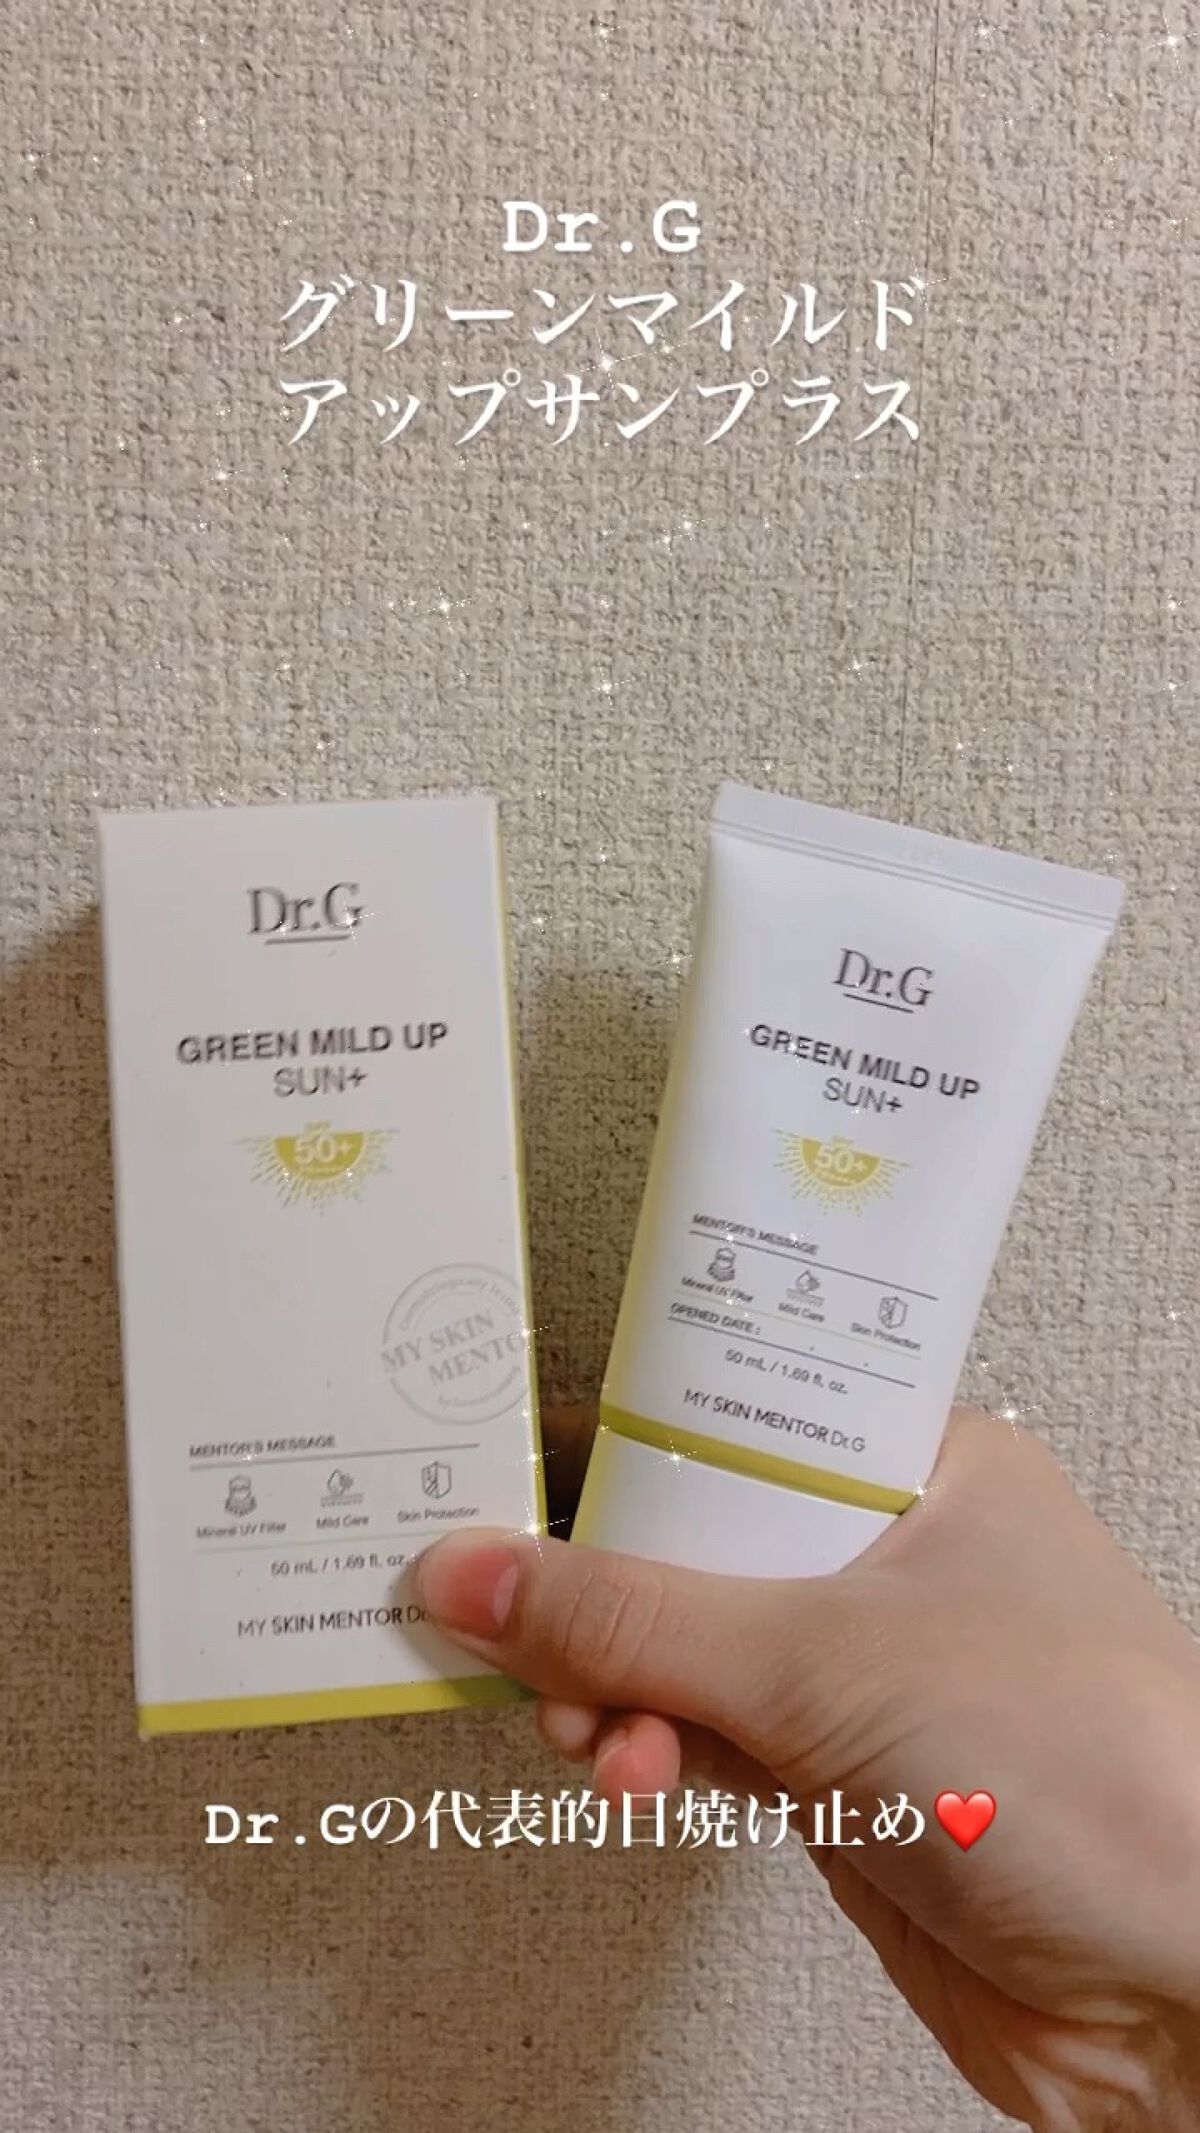 Dr.G
グリーンマイルド
アップサンプラス
Dr.G
GREEN MILD UP
SUN+
SPF
50+
MY SKIN
MENTO
MENTOR'S MESSAGE
Mineral UV Filter
Mild Care
Skin Protection
50 mL / 1.69 fl. oz.
MY SKIN MENTOR Dr.
Dr.G
GREEN MILD UP
SUN+
SPF
50+
MENTOR'S MESSAGE
Mineral UV Filter
Mild Care
Skin Protection
OPENED DATE :
50 mL / 1.69 fl. oz.
MY SKIN MENTOR Dr.G
Dr.Gの代表的日焼け止め❤️